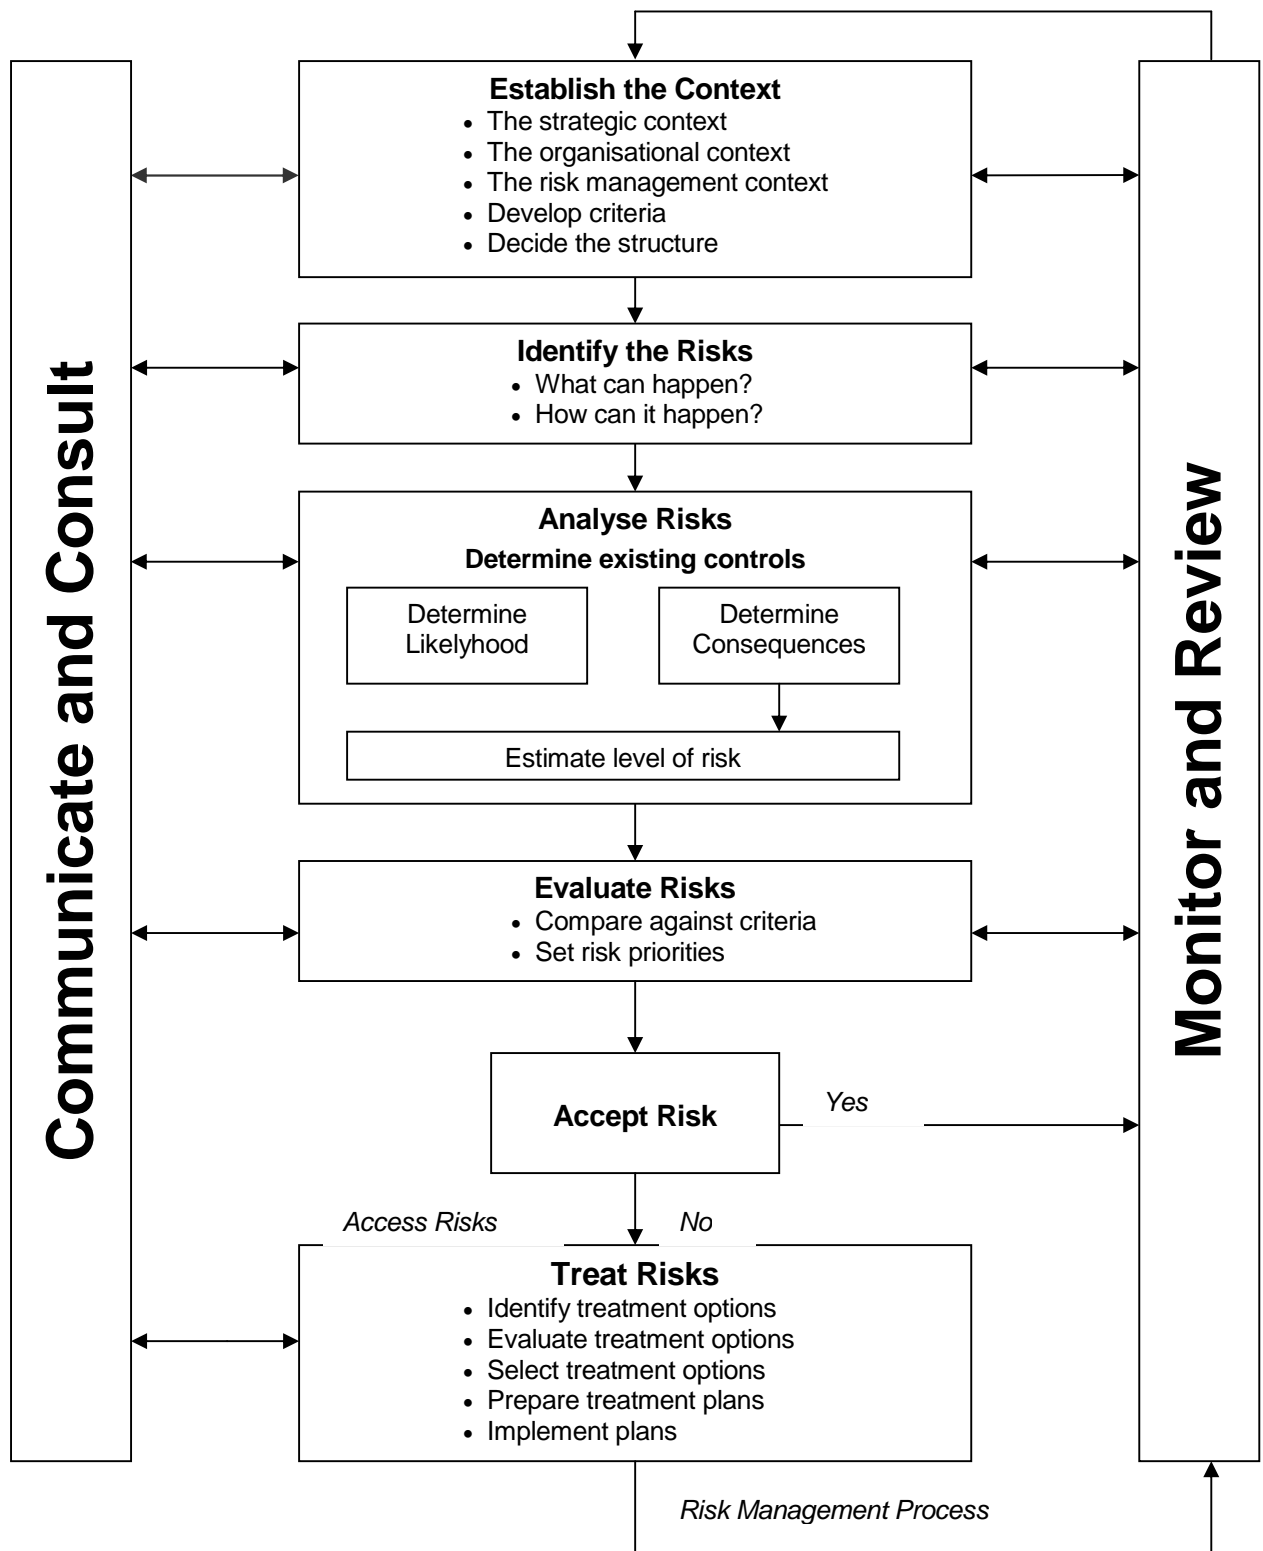 Communicate and Consult
Establish the Context
• The strategic context
• The organisational context
• The risk management context
• Develop criteria
• Decide the structure
Identify the Risks
• What can happen?
• How can it happen?
Analyse Risks
Determine existing controls
Determine
Likelyhood
Determine
Consequences
Estimate level of risk
Evaluate Risks
• Compare against criteria
• Set risk priorities
Accept Risk
Yes
Access Risks
No
Treat Risks
• Identify treatment options
• Evaluate treatment options
• Select treatment options
• Prepare treatment plans
• Implement plans
Risk Management Process
Monitor and Review